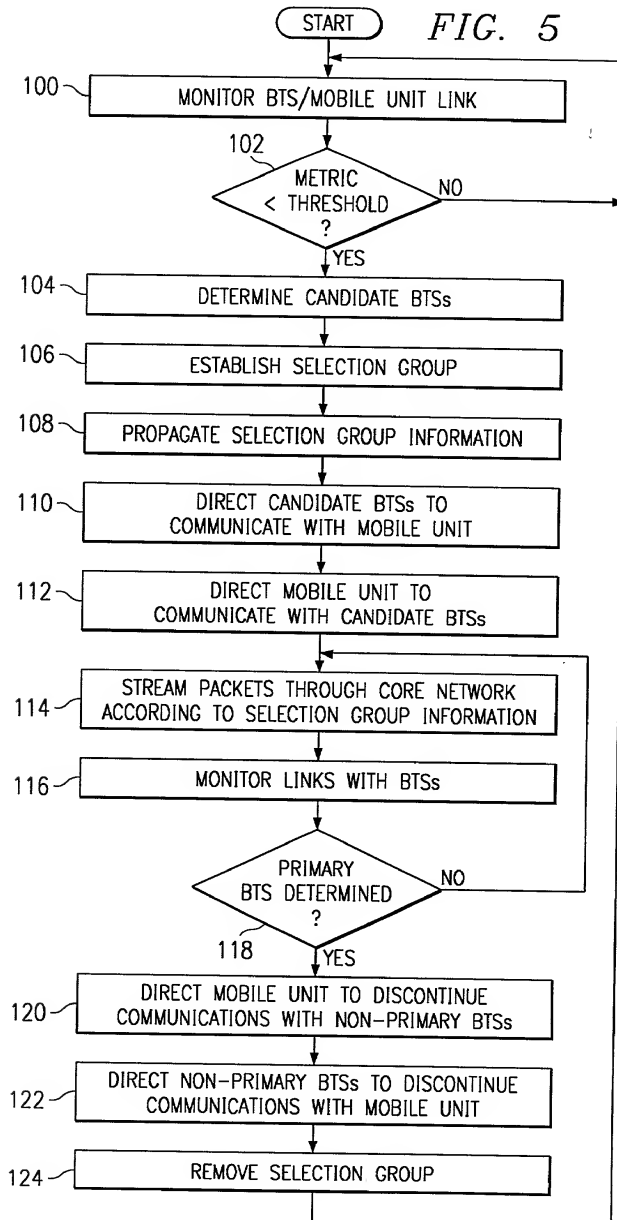 START
FIG. 5
100
MONITOR BTS/MOBILE UNIT LINK
102
METRIC
< THRESHOLD
?
NO
YES
104
DETERMINE CANDIDATE BTSs
106
ESTABLISH SELECTION GROUP
108
PROPAGATE SELECTION GROUP INFORMATION
110
DIRECT CANDIDATE BTSs TO
COMMUNICATE WITH MOBILE UNIT
112
DIRECT MOBILE UNIT TO
COMMUNICATE WITH CANDIDATE BTSs
114
STREAM PACKETS THROUGH CORE NETWORK
ACCORDING TO SELECTION GROUP INFORMATION
116
MONITOR LINKS WITH BTSs
PRIMARY
BTS DETERMINED
?
NO
118
YES
120
DIRECT MOBILE UNIT TO DISCONTINUE
COMMUNICATIONS WITH NON-PRIMARY BTSs
122
DIRECT NON-PRIMARY BTSs TO DISCONTINUE
COMMUNICATIONS WITH MOBILE UNIT
124
REMOVE SELECTION GROUP